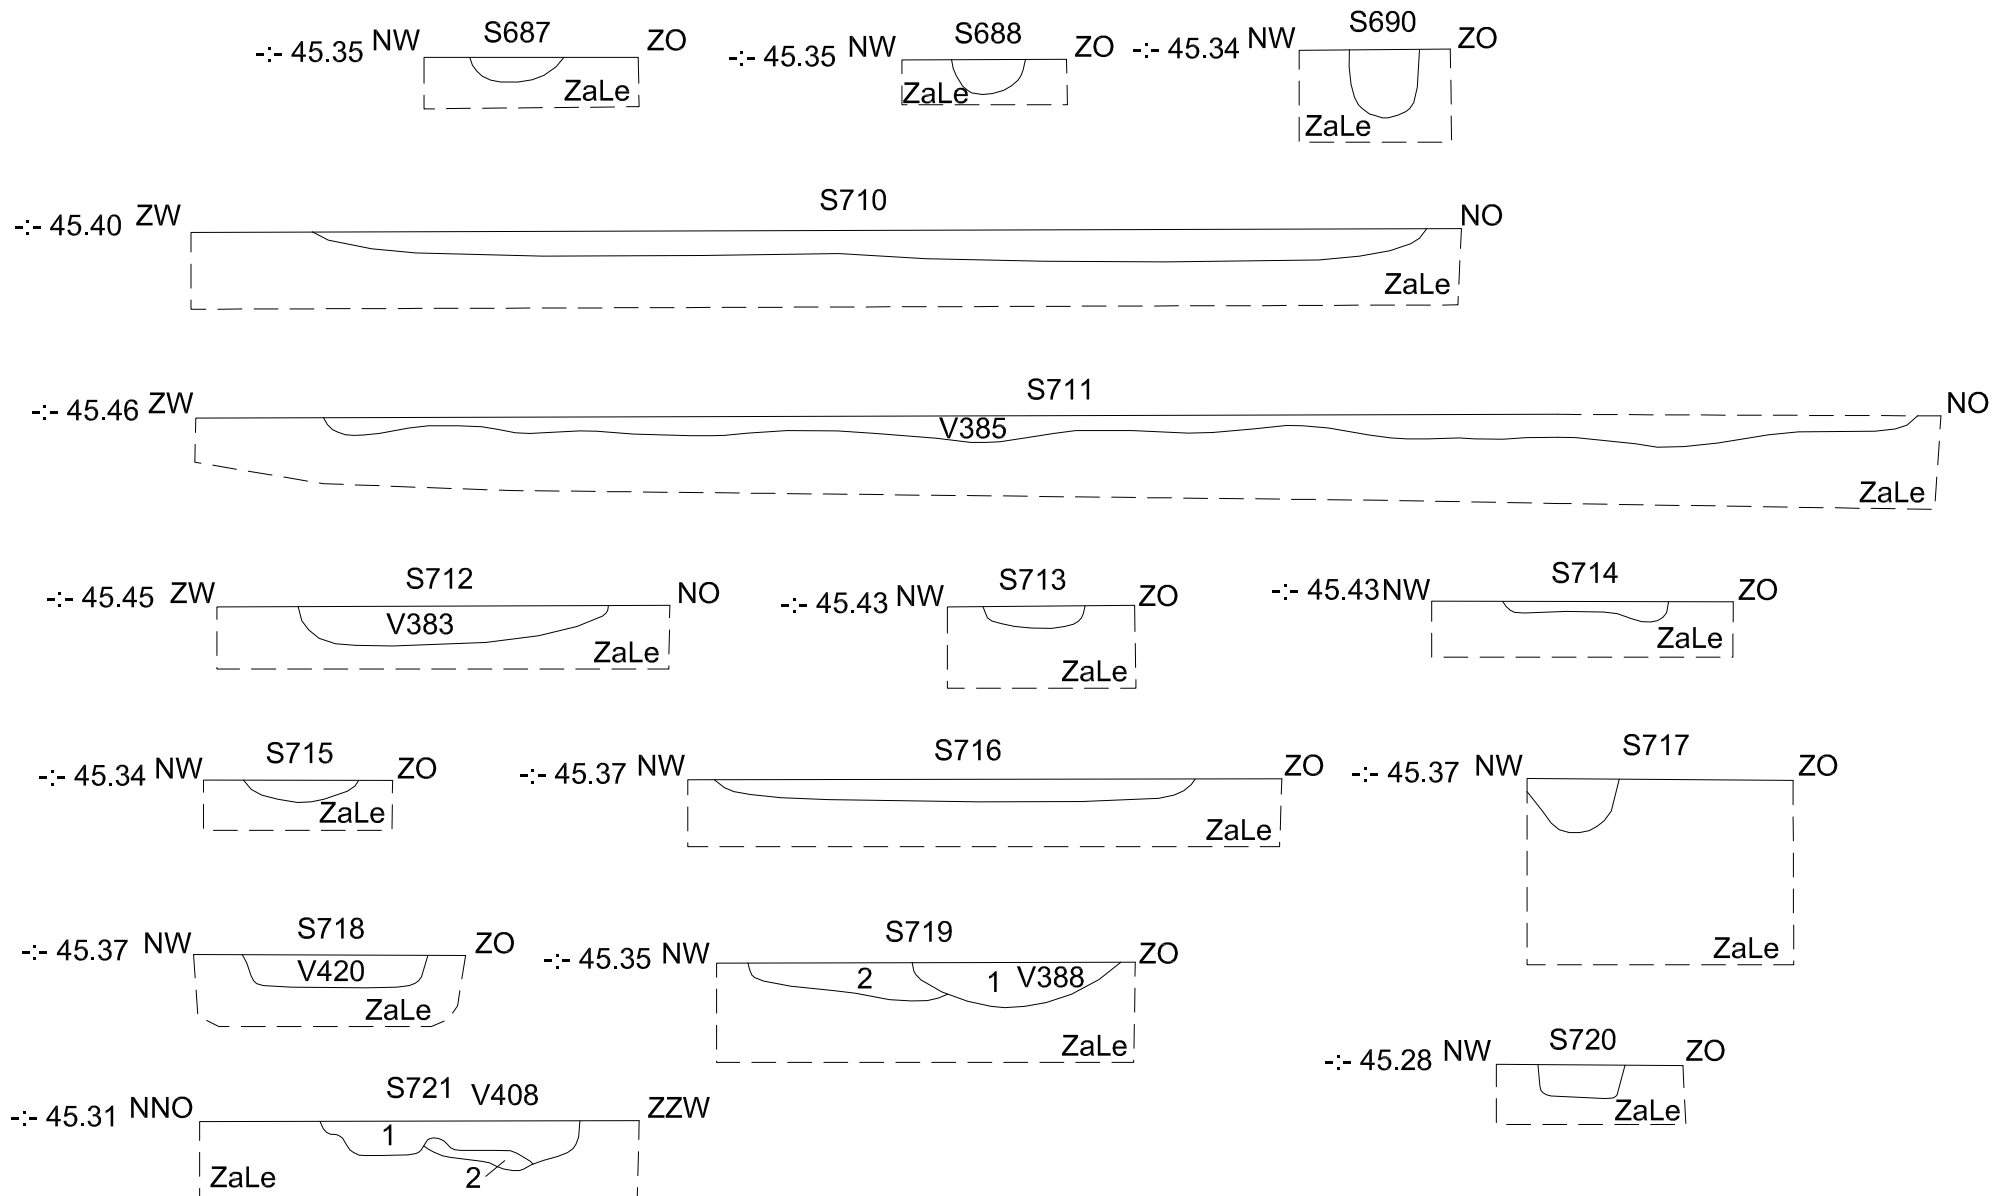 -:- 45.35 NW S687 ZO
ZaLe
-:- 45.35 NW S688 ZO
ZaLe
-:- 45.34 NW S690 ZO
ZaLe
-:- 45.40 ZW S710 NO
ZaLe
-:- 45.46 ZW S711 NO
V385
ZaLe
-:- 45.45 ZW S712 NO
V383
ZaLe
-:- 45.43 NW S713 ZO
ZaLe
-:- 45.43 NW S714 ZO
ZaLe
-:- 45.34 NW S715 ZO
ZaLe
-:- 45.37 NW S716 ZO
ZaLe
-:- 45.37 NW S717 ZO
ZaLe
-:- 45.37 NW S718 ZO
V420
ZaLe
-:- 45.35 NW S719 ZO
2 1 V388
ZaLe
-:- 45.28 NW S720 ZO
ZaLe
-:- 45.31 NNO S721 V408 ZZW
1
ZaLe 2